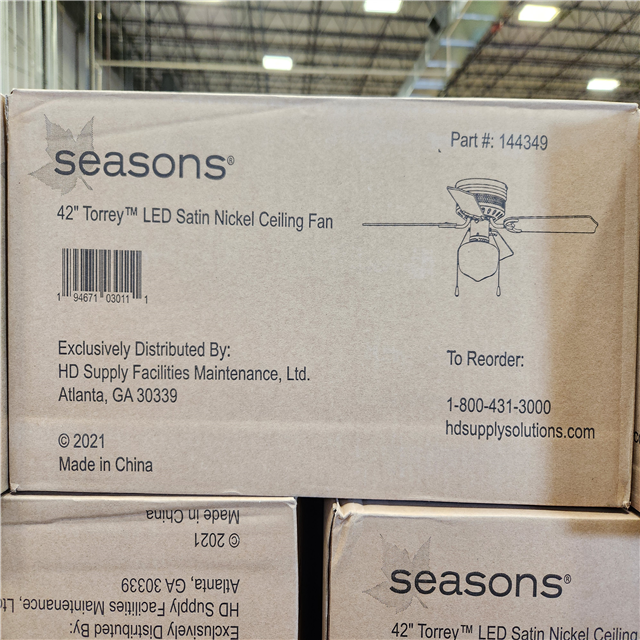 seasons®
Part #: 144349
42" Torrey™ LED Satin Nickel Ceiling Fan
1 94671 03011 1
Exclusively Distributed By:
HD Supply Facilities Maintenance, Ltd.
Atlanta, GA 30339
To Reorder:
1-800-431-3000
hdsupplysolutions.com
© 2021
Made in China
Made in China
© 2021
Atlanta, GA 30339
HD Supply Facilities Maintenance, Ltd
Exclusively Distributed By:
seasons®
42" Torrey™ LED Satin Nickel Ceiling